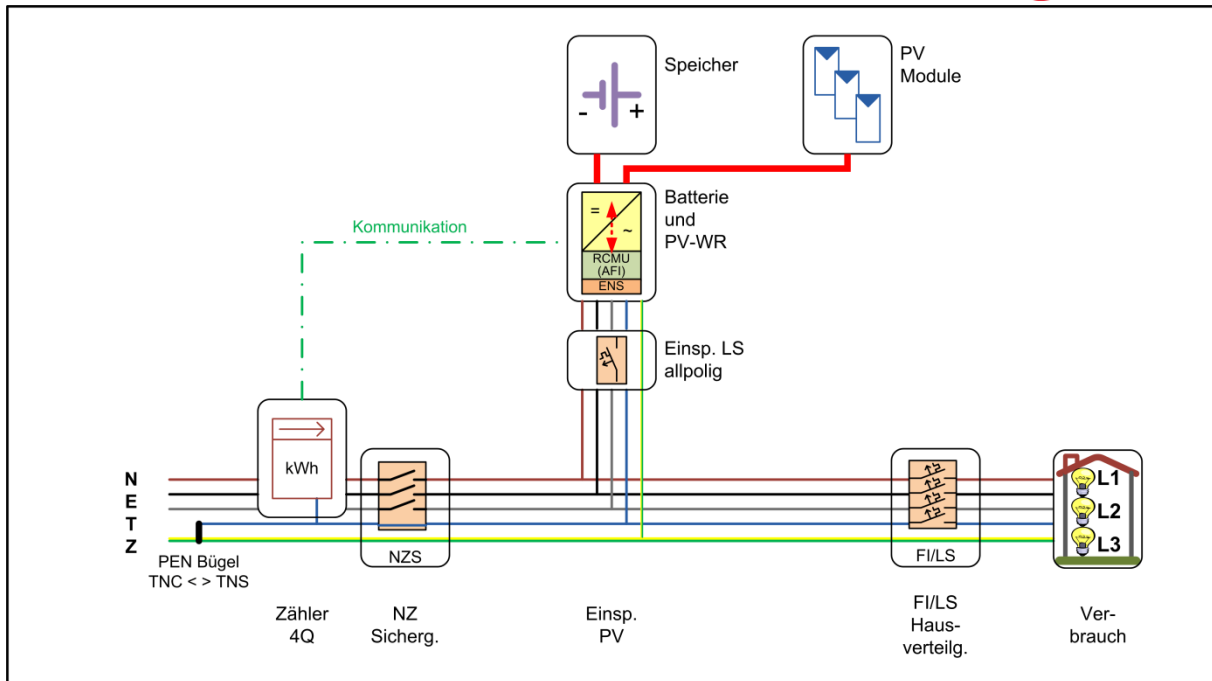 Speicher
- +
PV
Module
Batterie
und
PV-WR
= ~
RCMU
(AFI)
ENS
Kommunikation
Einsp. LS
allpolig
kWh
N
E
T
Z
NZS
FI/LS
L1
L2
L3
PEN Bügel
TNC < > TNS
Zähler
4Q
NZ
Sicherg.
Einsp.
PV
FI/LS
Haus-
verteilg.
Ver-
brauch